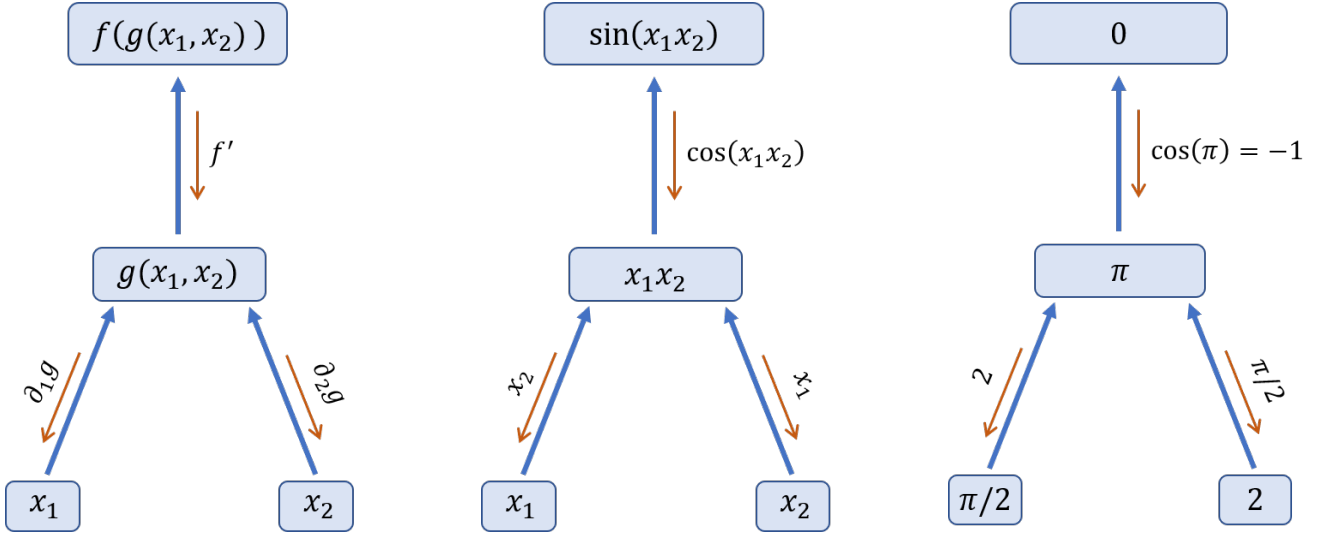 f(g(x₁, x₂) )
f′
g(x₁, x₂)
∂₁g
∂₂g
x₁
x₂
sin(x₁x₂)
cos(x₁x₂)
x₁x₂
x₂
x₁
x₁
x₂
0
cos(π) = −1
π
2
π/2
π/2
2